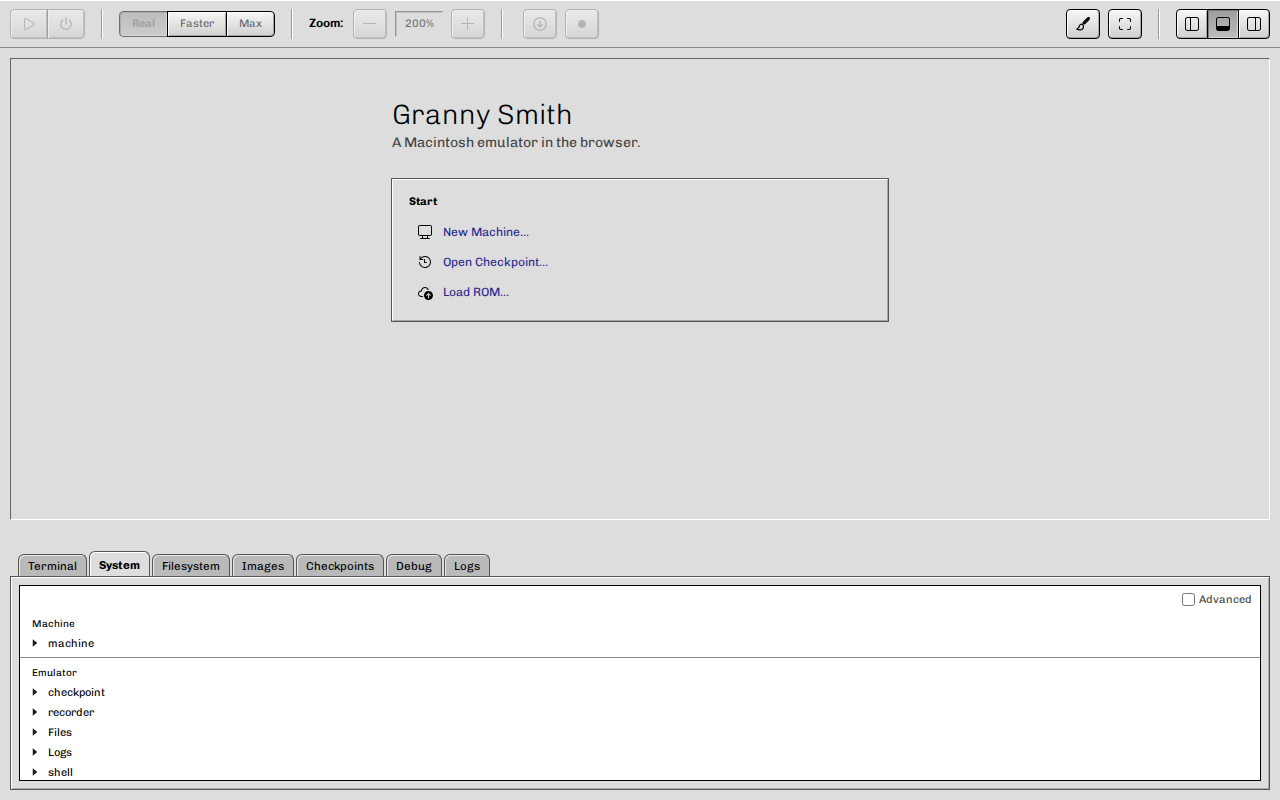 Real Faster Max Zoom: 200%
Granny Smith
A Macintosh emulator in the browser.
Start
New Machine...
Open Checkpoint...
Load ROM...
Terminal System Filesystem Images Checkpoints Debug Logs
Advanced
Machine
machine
Emulator
checkpoint
recorder
Files
Logs
shell